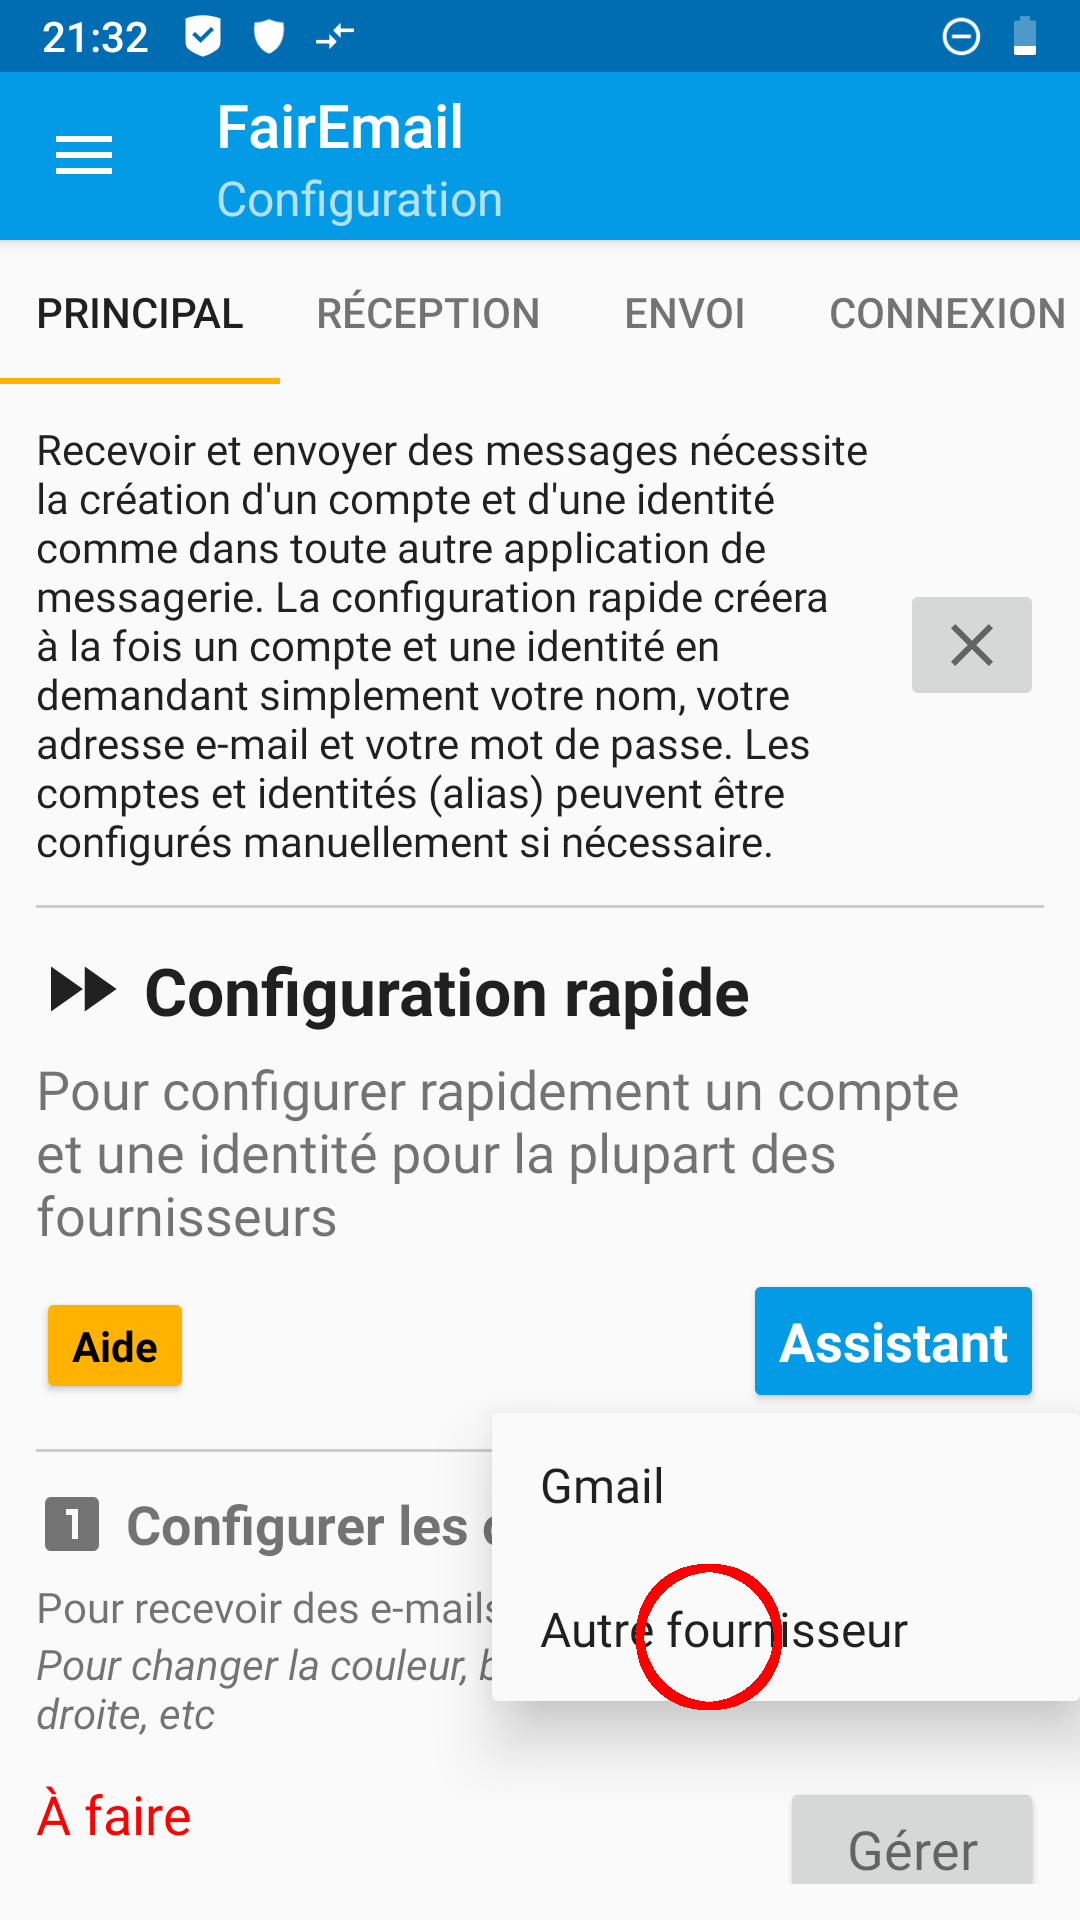 21:32
FairEmail
Configuration
PRINCIPAL RÉCEPTION ENVOI CONNEXION
Recevoir et envoyer des messages nécessite
la création d'un compte et d'une identité
comme dans toute autre application de
messagerie. La configuration rapide créera
à la fois un compte et une identité en
demandant simplement votre nom, votre
adresse e-mail et votre mot de passe. Les
comptes et identités (alias) peuvent être
configurés manuellement si nécessaire.
Configuration rapide
Pour configurer rapidement un compte
et une identité pour la plupart des
fournisseurs
Aide
Assistant
Gmail
Autre fournisseur
1 Configurer les
Pour recevoir des e-mails
Pour changer la couleur,
droite, etc
À faire
Gérer